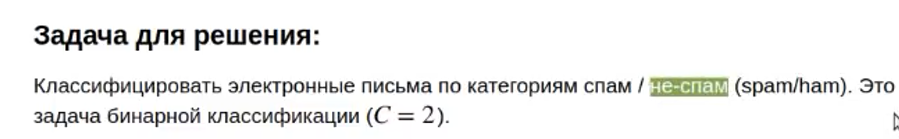 Задача для решения:
Классифицировать электронные письма по категориям спам / не-спам (spam/ham). Это
задача бинарной классификации (C = 2).